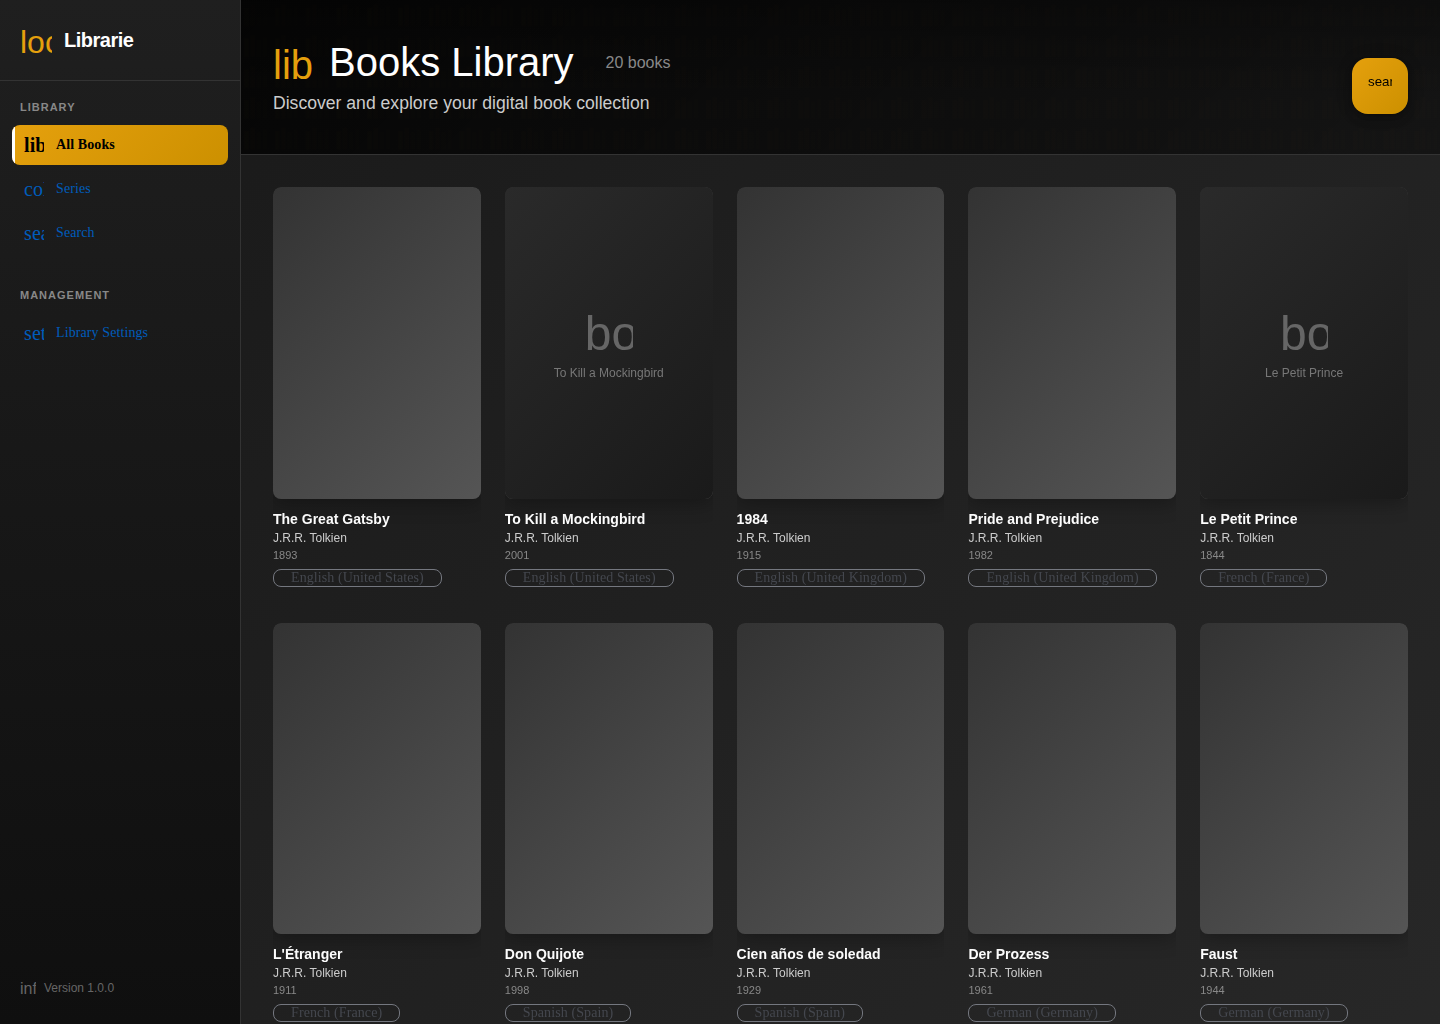 loc Librarie
LIBRARY
lib All Books
co Series
sea Search
MANAGEMENT
set Library Settings
inf Version 1.0.0
lib Books Library 20 books
Discover and explore your digital book collection
sear
bo
To Kill a Mockingbird
bo
Le Petit Prince
The Great Gatsby
J.R.R. Tolkien
1893
English (United States)
To Kill a Mockingbird
J.R.R. Tolkien
2001
English (United States)
1984
J.R.R. Tolkien
1915
English (United Kingdom)
Pride and Prejudice
J.R.R. Tolkien
1982
English (United Kingdom)
Le Petit Prince
J.R.R. Tolkien
1844
French (France)
L'Étranger
J.R.R. Tolkien
1911
French (France)
Don Quijote
J.R.R. Tolkien
1998
Spanish (Spain)
Cien años de soledad
J.R.R. Tolkien
1929
Spanish (Spain)
Der Prozess
J.R.R. Tolkien
1961
German (Germany)
Faust
J.R.R. Tolkien
1944
German (Germany)